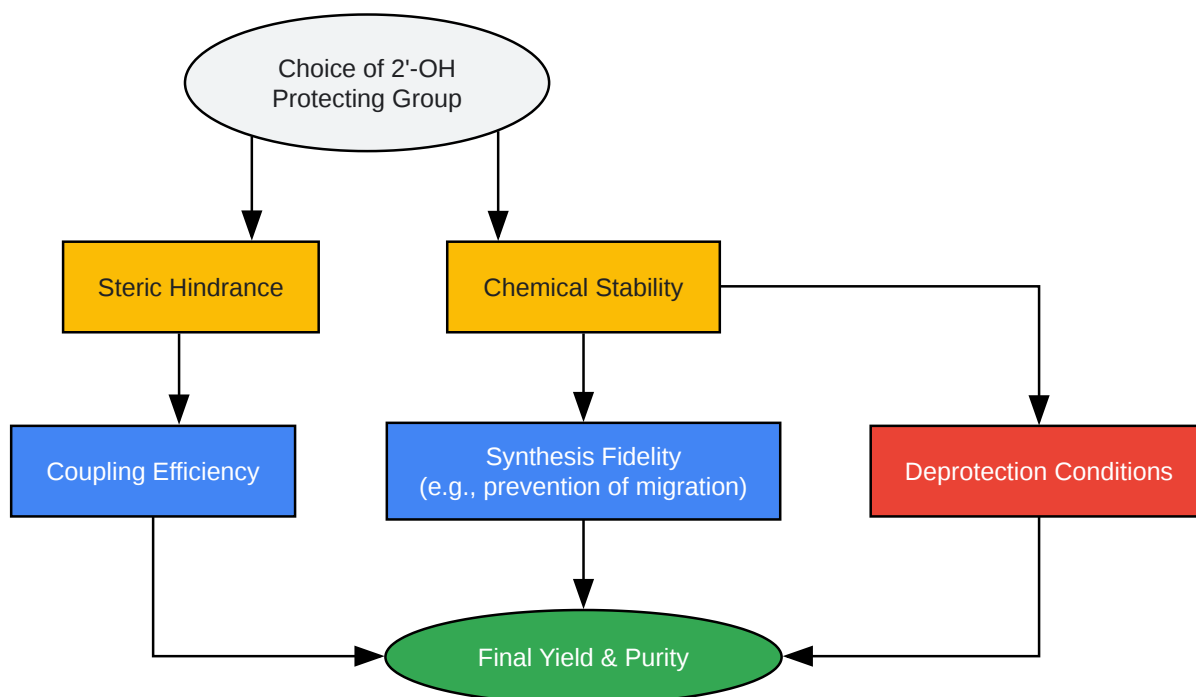 Choice of 2'-OH
Protecting Group
Steric Hindrance
Chemical Stability
Coupling Efficiency
Synthesis Fidelity
(e.g., prevention of migration)
Deprotection Conditions
Final Yield & Purity